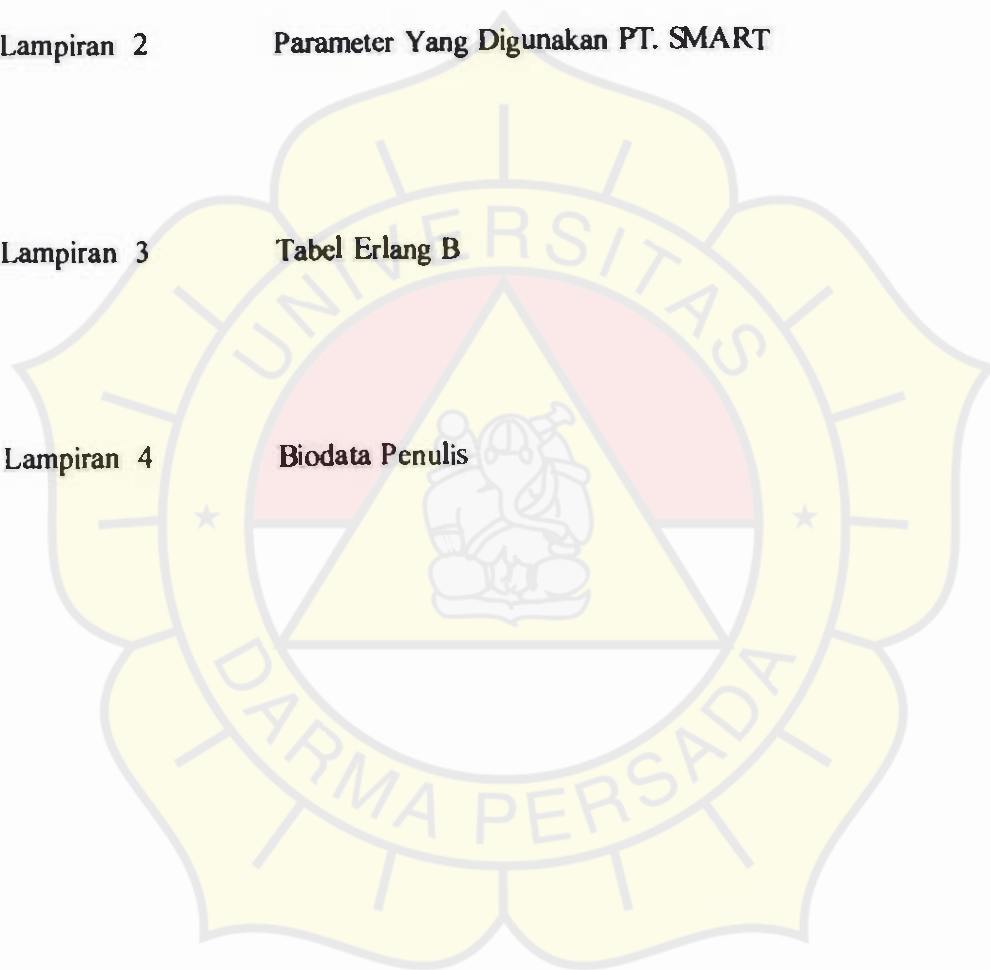 Lampiran 2 Parameter Yang Digunakan PT. SMART
Lampiran 3 Tabel Erlang B
Lampiran 4 Biodata Penulis
UNIVERSITAS
DARMA PERSADA